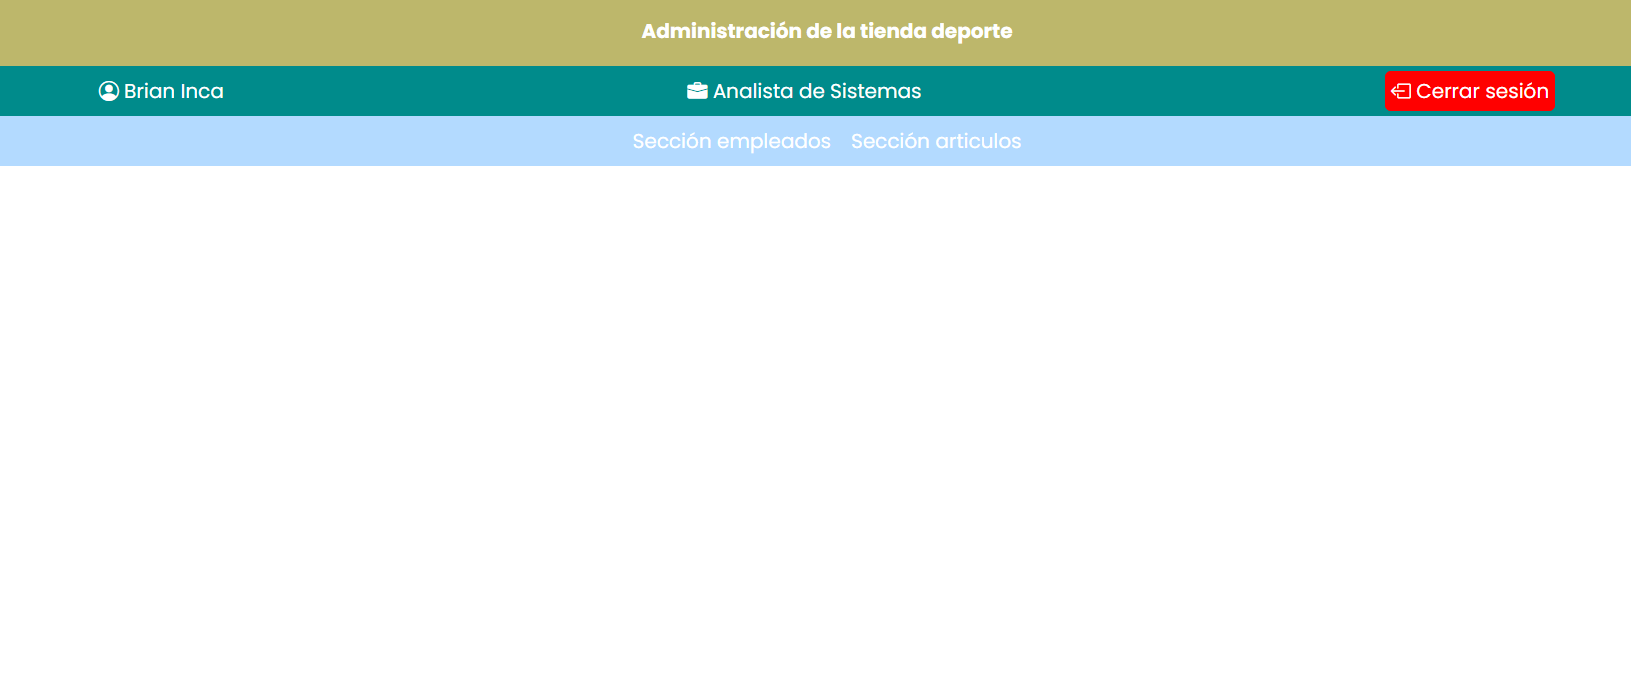 Administración de la tienda deporte
Brian Inca Analista de Sistemas Cerrar sesión
Sección empleados Sección articulos